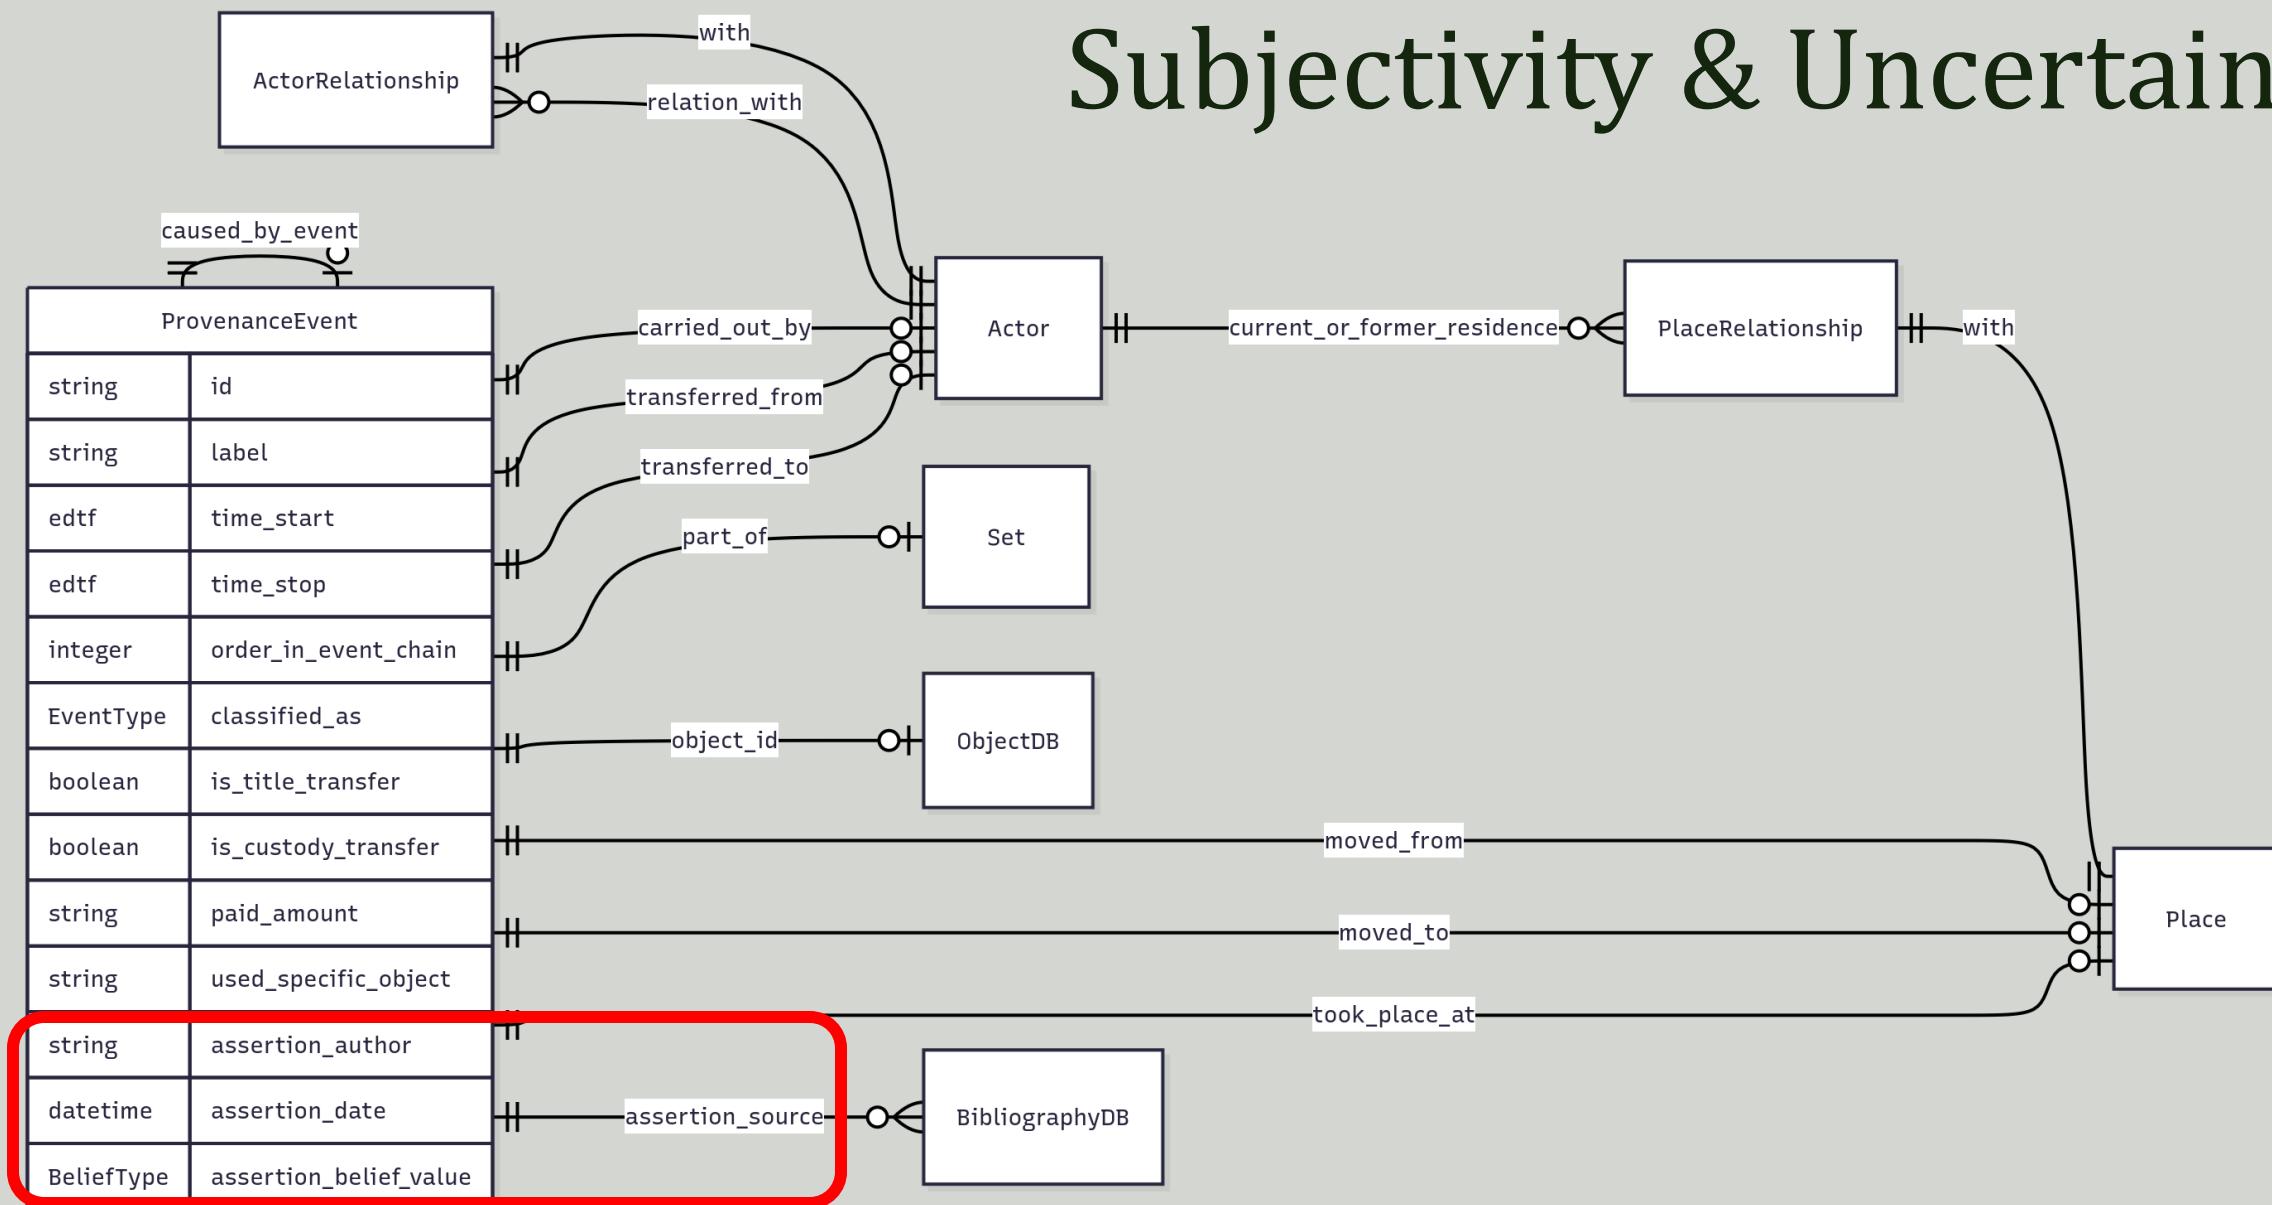 Subjectivity & Uncertain
ActorRelationship
with
relation_with
caused_by_event
ProvenanceEvent
string id
string label
edtf time_start
edtf time_stop
integer order_in_event_chain
EventType classified_as
boolean is_title_transfer
boolean is_custody_transfer
string paid_amount
string used_specific_object
string assertion_author
datetime assertion_date
BeliefType assertion_belief_value
carried_out_by
transferred_from
transferred_to
part_of
object_id
moved_from
moved_to
took_place_at
assertion_source
Actor
current_or_former_residence
PlaceRelationship
with
Set
ObjectDB
Place
BibliographyDB